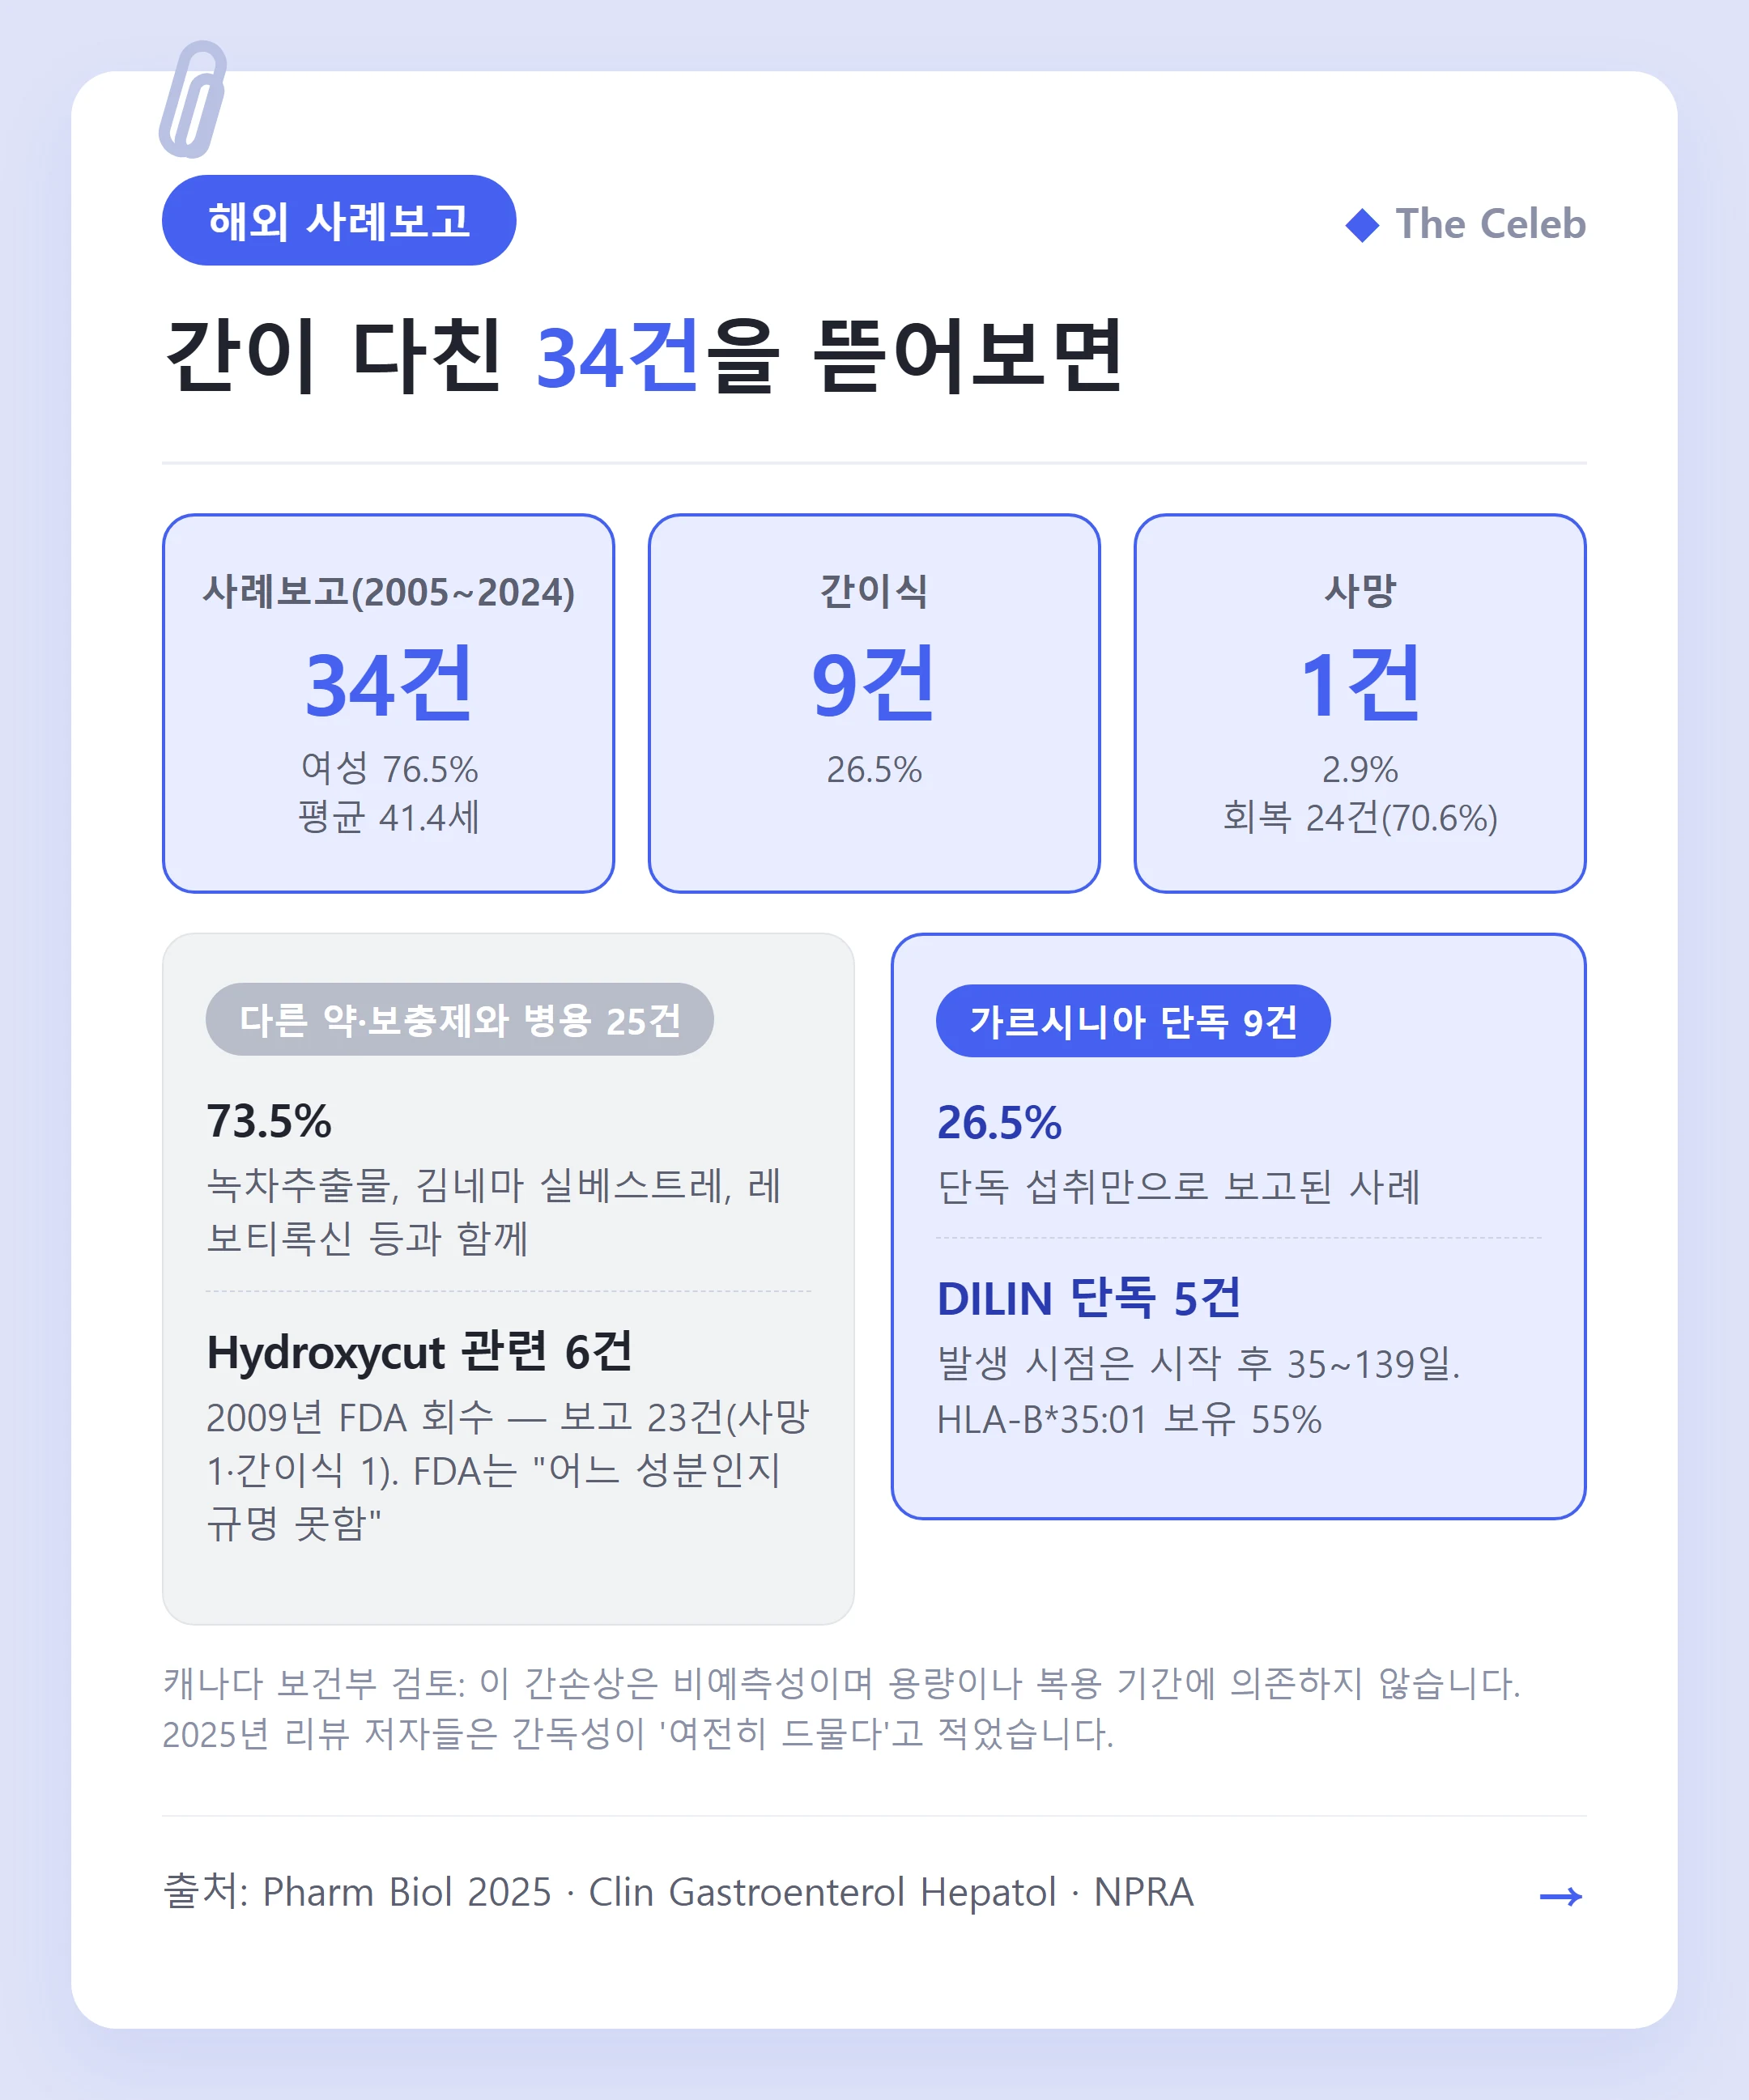 해외 사례보고
◆ The Celeb
간이 다친 34건을 뜯어보면
사례보고(2005~2024)
34건
여성 76.5%
평균 41.4세
간이식
9건
26.5%
사망
1건
2.9%
회복 24건(70.6%)
다른 약·보충제와 병용 25건
73.5%
녹차추출물, 김네마 실베스트레, 레
보티록신 등과 함께
Hydroxycut 관련 6건
2009년 FDA 회수 — 보고 23건(사망
1·간이식 1). FDA는 "어느 성분인지
규명 못함"
가르시니아 단독 9건
26.5%
단독 섭취만으로 보고된 사례
DILIN 단독 5건
발생 시점은 시작 후 35~139일.
HLA-B*35:01 보유 55%
캐나다 보건부 검토: 이 간손상은 비예측성이며 용량이나 복용 기간에 의존하지 않습니다.
2025년 리뷰 저자들은 간독성이 '여전히 드물다'고 적었습니다.
출처: Pharm Biol 2025 · Clin Gastroenterol Hepatol · NPRA
→